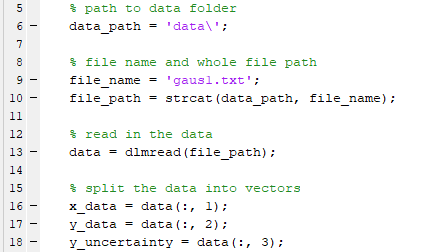 5 % path to data folder
6 – data_path = 'data\';
7
8 % file name and whole file path
9 – file_name = 'gaus1.txt';
10 – file_path = strcat(data_path, file_name);
11
12 % read in the data
13 – data = dlmread(file_path);
14
15 % split the data into vectors
16 – x_data = data(:, 1);
17 – y_data = data(:, 2);
18 – y_uncertainty = data(:, 3);